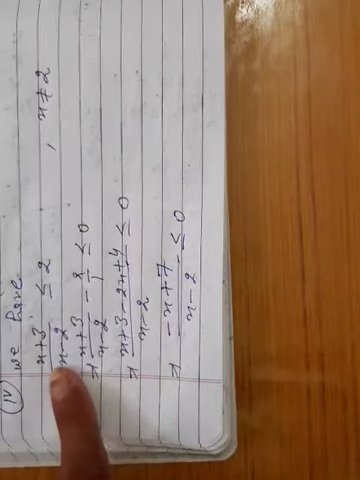 (iv) we have
x+3/x-2 ≤ 2 , x ≠ 2
→ x+3/x-2 - 2/1 ≤ 0
→ x+3-2x+4/x-2 ≤ 0
→ -x+7/x-2 ≤ 0